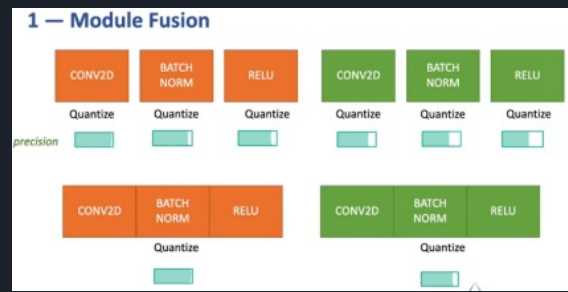 1 — Module Fusion
CONV2D
BATCH
NORM
RELU
CONV2D
BATCH
NORM
RELU
Quantize
Quantize
Quantize
Quantize
Quantize
Quantize
precision
CONV2D
BATCH
NORM
RELU
CONV2D
BATCH
NORM
RELU
Quantize
Quantize